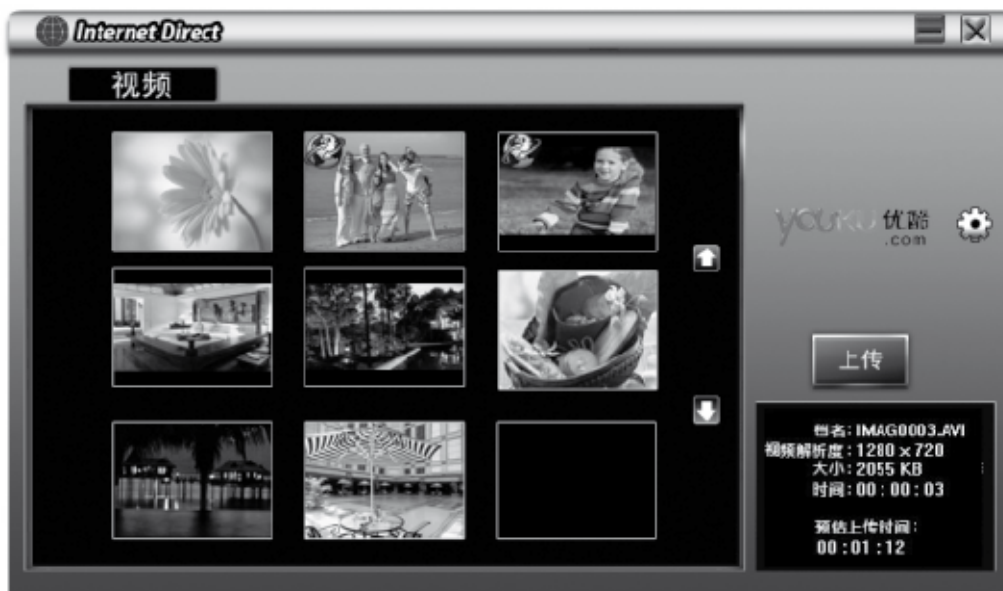 Internet Direct
视频
youku 优酷
.com
上传
档名: IMAG0003.AVI
视频解析度: 1280 × 720
大小: 2055 KB
时间: 00 : 00 : 03
预估上传时间:
00 : 01 : 12